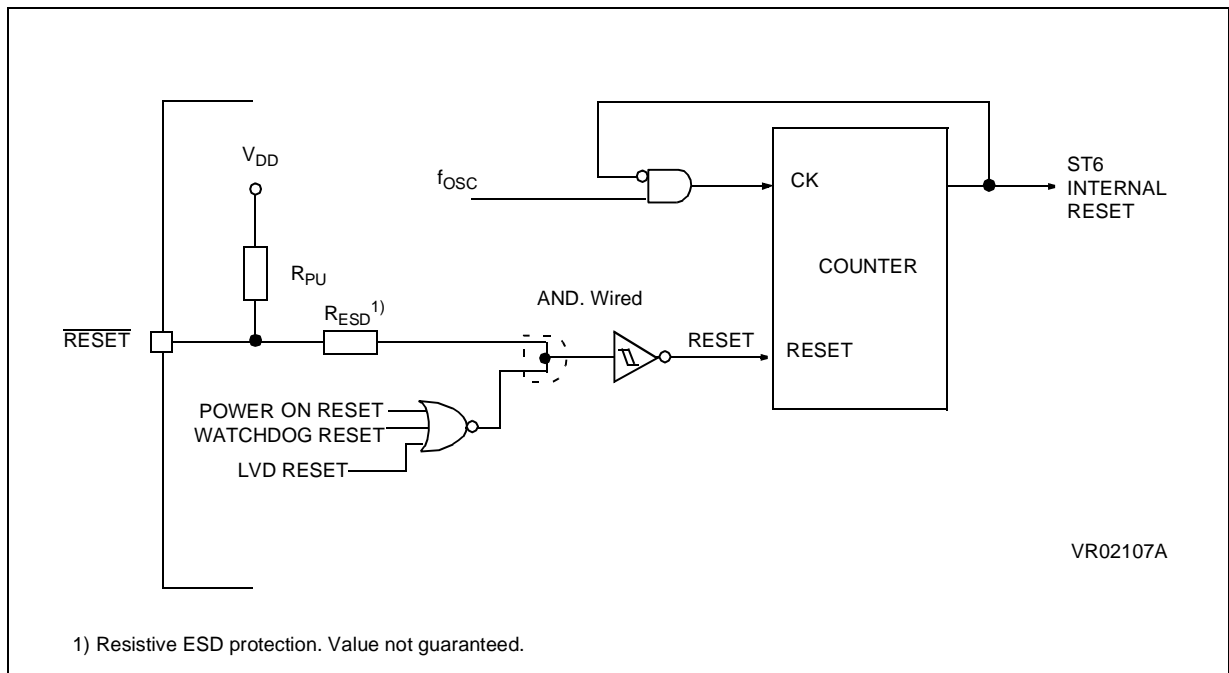 V_DD
f_OSC
CK
ST6
INTERNAL
RESET
COUNTER
R_PU
AND. Wired
R_ESD 1)
RESET
RESET
RESET
POWER ON RESET
WATCHDOG RESET
LVD RESET
VR02107A
1) Resistive ESD protection. Value not guaranteed.